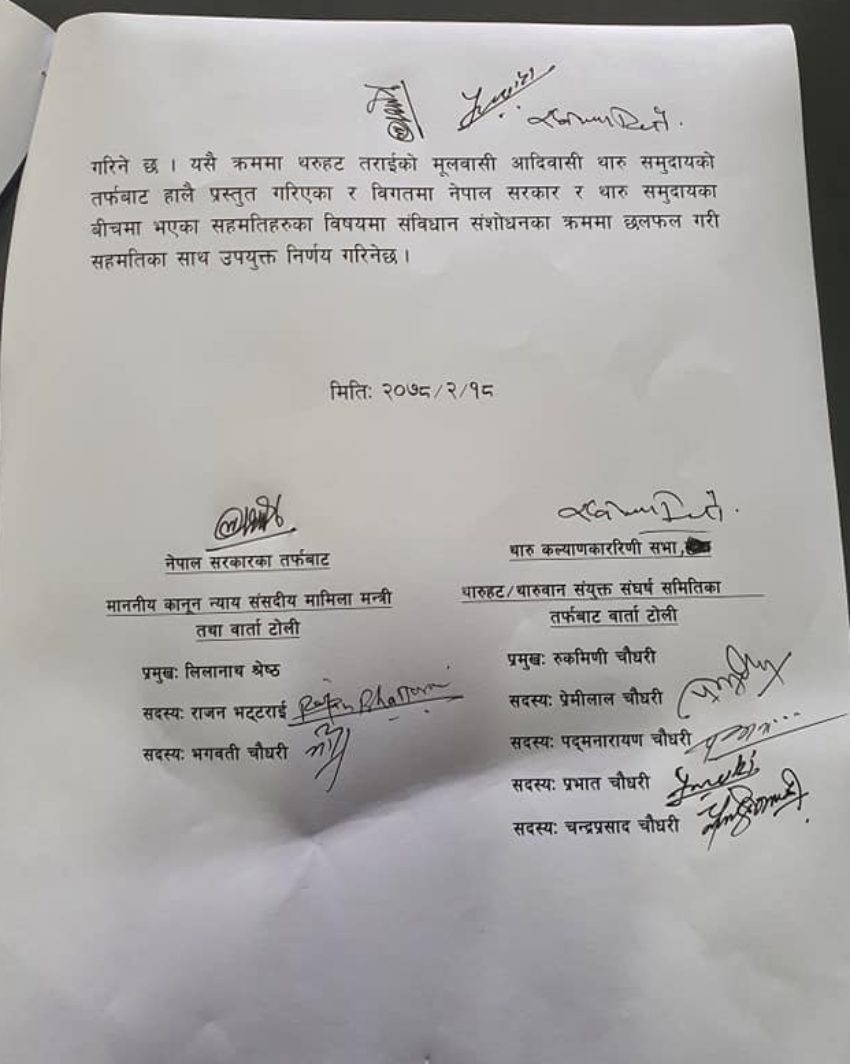 गरिने छ । यसै क्रममा थरुहट तराईको मूलवासी आदिवासी थारु समुदायको
तर्फबाट हालै प्रस्तुत गरिएका र विगतमा नेपाल सरकार र थारु समुदायका
बीचमा भएका सहमतिहरुका विषयमा संविधान संशोधनका क्रममा छलफल गरी
सहमतिका साथ उपयुक्त निर्णय गरिनेछ ।
मितिः २०७८/२/१८
नेपाल सरकारका तर्फबाट
माननीय कानून न्याय संसदीय मामिला मन्त्री
तथा वार्ता टोली
प्रमुखः लिलानाथ श्रेष्ठ
सदस्यः राजन भट्टराई Rajan Bhattarai
सदस्यः भगवती चौधरी
थारु कल्याणकाररिणी सभा,
थारुहट/थारुवान संयुक्त संघर्ष समितिका
तर्फबाट वार्ता टोली
प्रमुखः रुकमिणी चौधरी
सदस्यः प्रेमीलाल चौधरी
सदस्यः पद्मनारायण चौधरी
सदस्यः प्रभात चौधरी
सदस्यः चन्द्रप्रसाद चौधरी